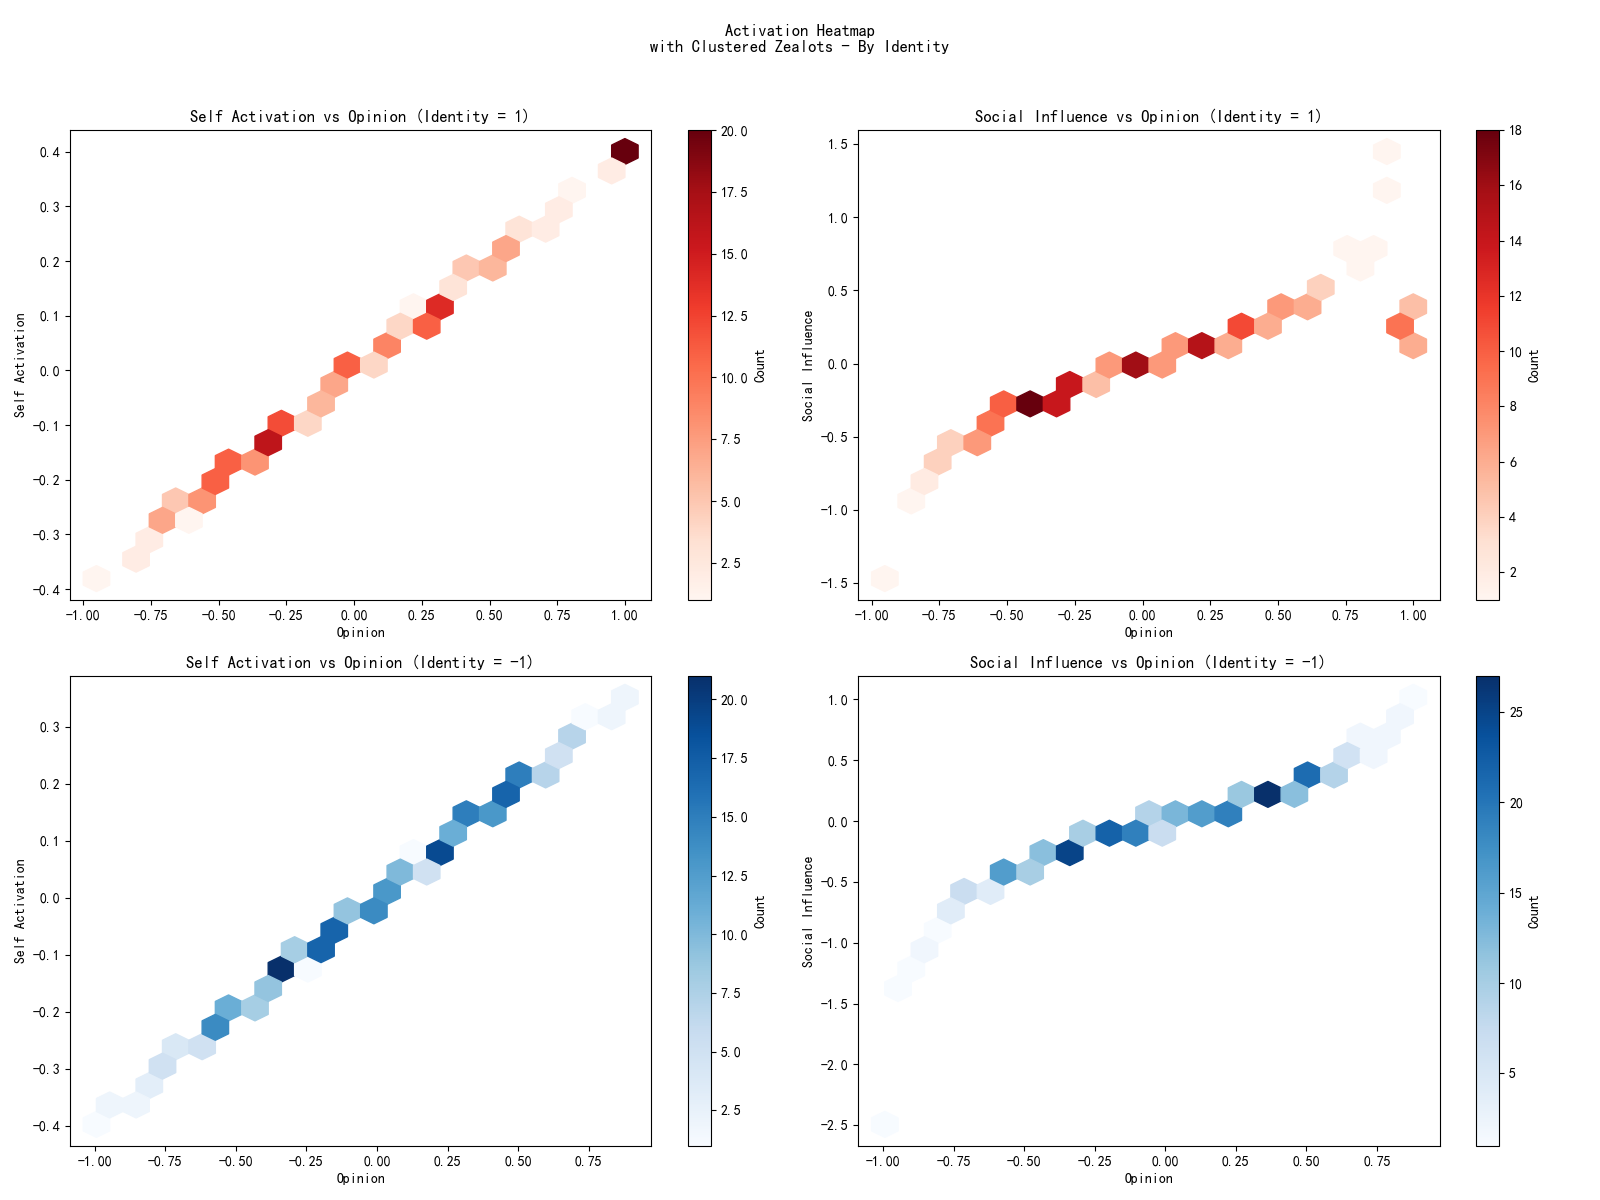 Activation Heatmap
with Clustered Zealots - By Identity
Self Activation vs Opinion (Identity = 1)
0.4
0.3
0.2
0.1
0.0
-0.1
-0.2
-0.3
-0.4
Self Activation
-1.00 -0.75 -0.50 -0.25 0.00 0.25 0.50 0.75 1.00
Opinion
20.0
17.5
15.0
12.5
10.0
7.5
5.0
2.5
Count
Social Influence vs Opinion (Identity = 1)
1.5
1.0
0.5
0.0
-0.5
-1.0
-1.5
Social Influence
-1.00 -0.75 -0.50 -0.25 0.00 0.25 0.50 0.75 1.00
Opinion
18
16
14
12
10
8
6
4
2
Count
Self Activation vs Opinion (Identity = -1)
0.3
0.2
0.1
0.0
-0.1
-0.2
-0.3
-0.4
Self Activation
-1.00 -0.75 -0.50 -0.25 0.00 0.25 0.50 0.75
Opinion
20.0
17.5
15.0
12.5
10.0
7.5
5.0
2.5
Count
Social Influence vs Opinion (Identity = -1)
1.0
0.5
0.0
-0.5
-1.0
-1.5
-2.0
-2.5
Social Influence
-1.00 -0.75 -0.50 -0.25 0.00 0.25 0.50 0.75
Opinion
25
20
15
10
5
Count